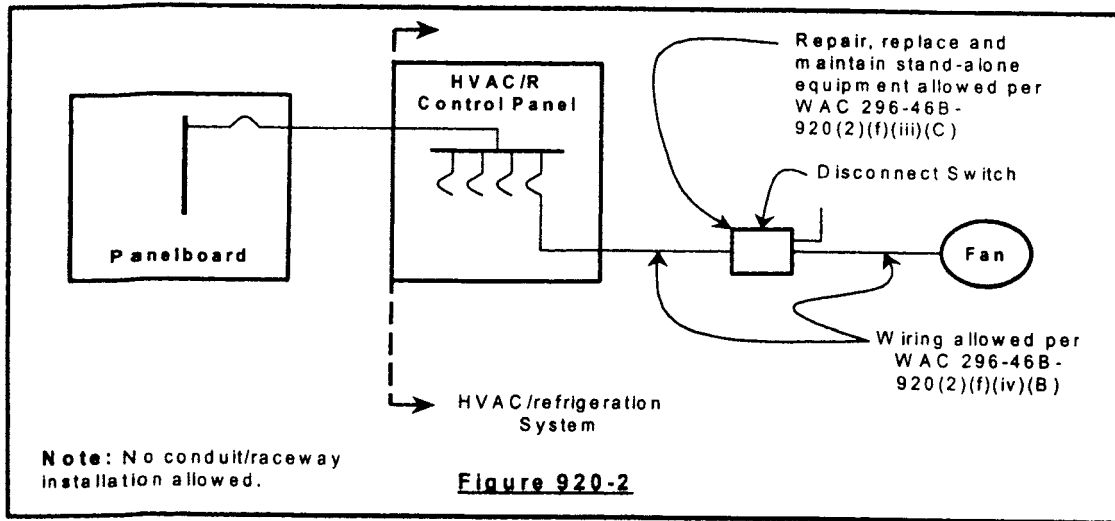 Repair, replace and
maintain stand-alone
equipment allowed per
WAC 296-46B-
920(2)(f)(iii)(C)
HVAC/R
Control Panel
Disconnect Switch
Panelboard
Fan
Wiring allowed per
WAC 296-46B-
920(2)(f)(iv)(B)
HVAC/refrigeration
System
Note: No conduit/raceway
installation allowed.
Figure 920-2